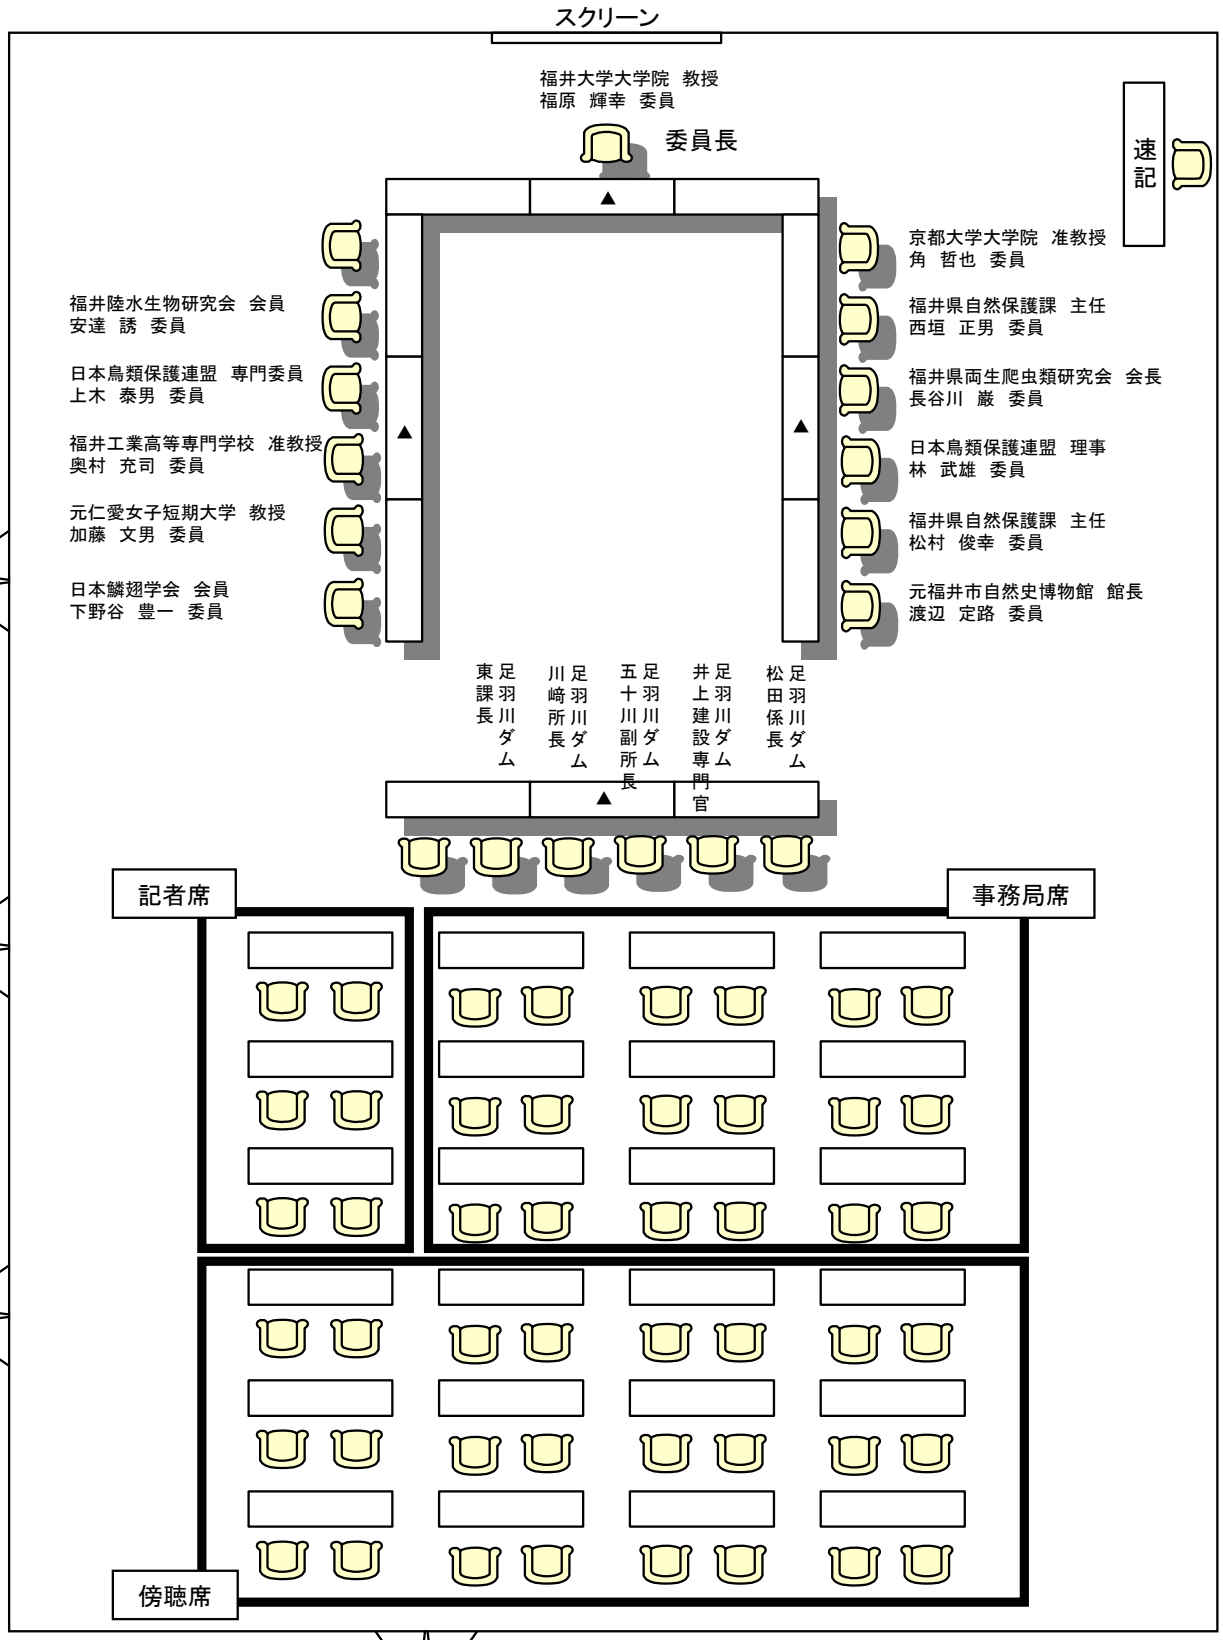 スクリーン
福井大学大学院 教授
福原 輝幸 委員
委員長
速記
京都大学大学院 准教授
角 哲也 委員
福井陸水生物研究会 会員
安達 誘 委員
福井県自然保護課 主任
西垣 正男 委員
日本鳥類保護連盟 専門委員
上木 泰男 委員
福井県両生爬虫類研究会 会長
長谷川 巌 委員
福井工業高等専門学校 准教授
奥村 充司 委員
日本鳥類保護連盟 理事
林 武雄 委員
元仁愛女子短期大学 教授
加藤 文男 委員
福井県自然保護課 主任
松村 俊幸 委員
日本鱗翅学会 会員
下野谷 豊一 委員
元福井市自然史博物館 館長
渡辺 定路 委員
足羽川ダム
東課長
足羽川ダム
川﨑所長
足羽川ダム
五十川副所長
足羽川ダム
井上建設専門官
足羽川ダム
松田係長
記者席
事務局席
傍聴席